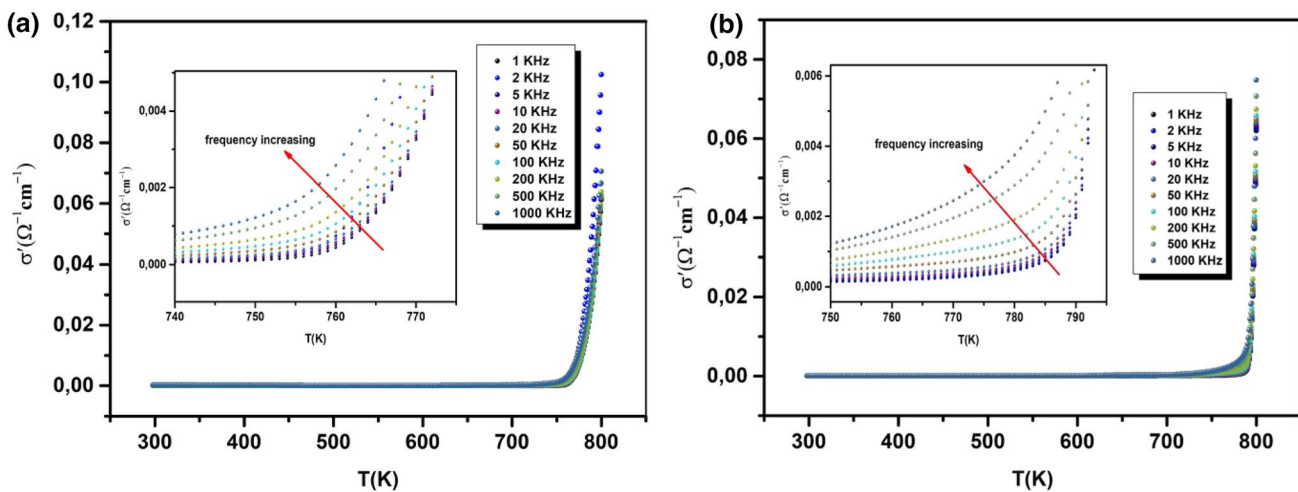 (a)
0,12
0,10
0,08
0,06
0,04
0,02
0,00
σ′(Ω⁻¹cm⁻¹)
300 400 500 600 700 800
T(K)
1 KHz
2 KHz
5 KHz
10 KHz
20 KHz
50 KHz
100 KHz
200 KHz
500 KHz
1000 KHz
0,004
0,002
0,000
σ′(Ω⁻¹cm⁻¹)
frequency increasing
740 750 760 770
T(K)
(b)
0,08
0,06
0,04
0,02
0,00
σ′(Ω⁻¹cm⁻¹)
300 400 500 600 700 800
T(K)
1 KHz
2 KHz
5 KHz
10 KHz
20 KHz
50 KHz
100 KHz
200 KHz
500 KHz
1000 KHz
0,006
0,004
0,002
0,000
σ′(Ω⁻¹cm⁻¹)
frequency increasing
750 760 770 780 790
T(K)